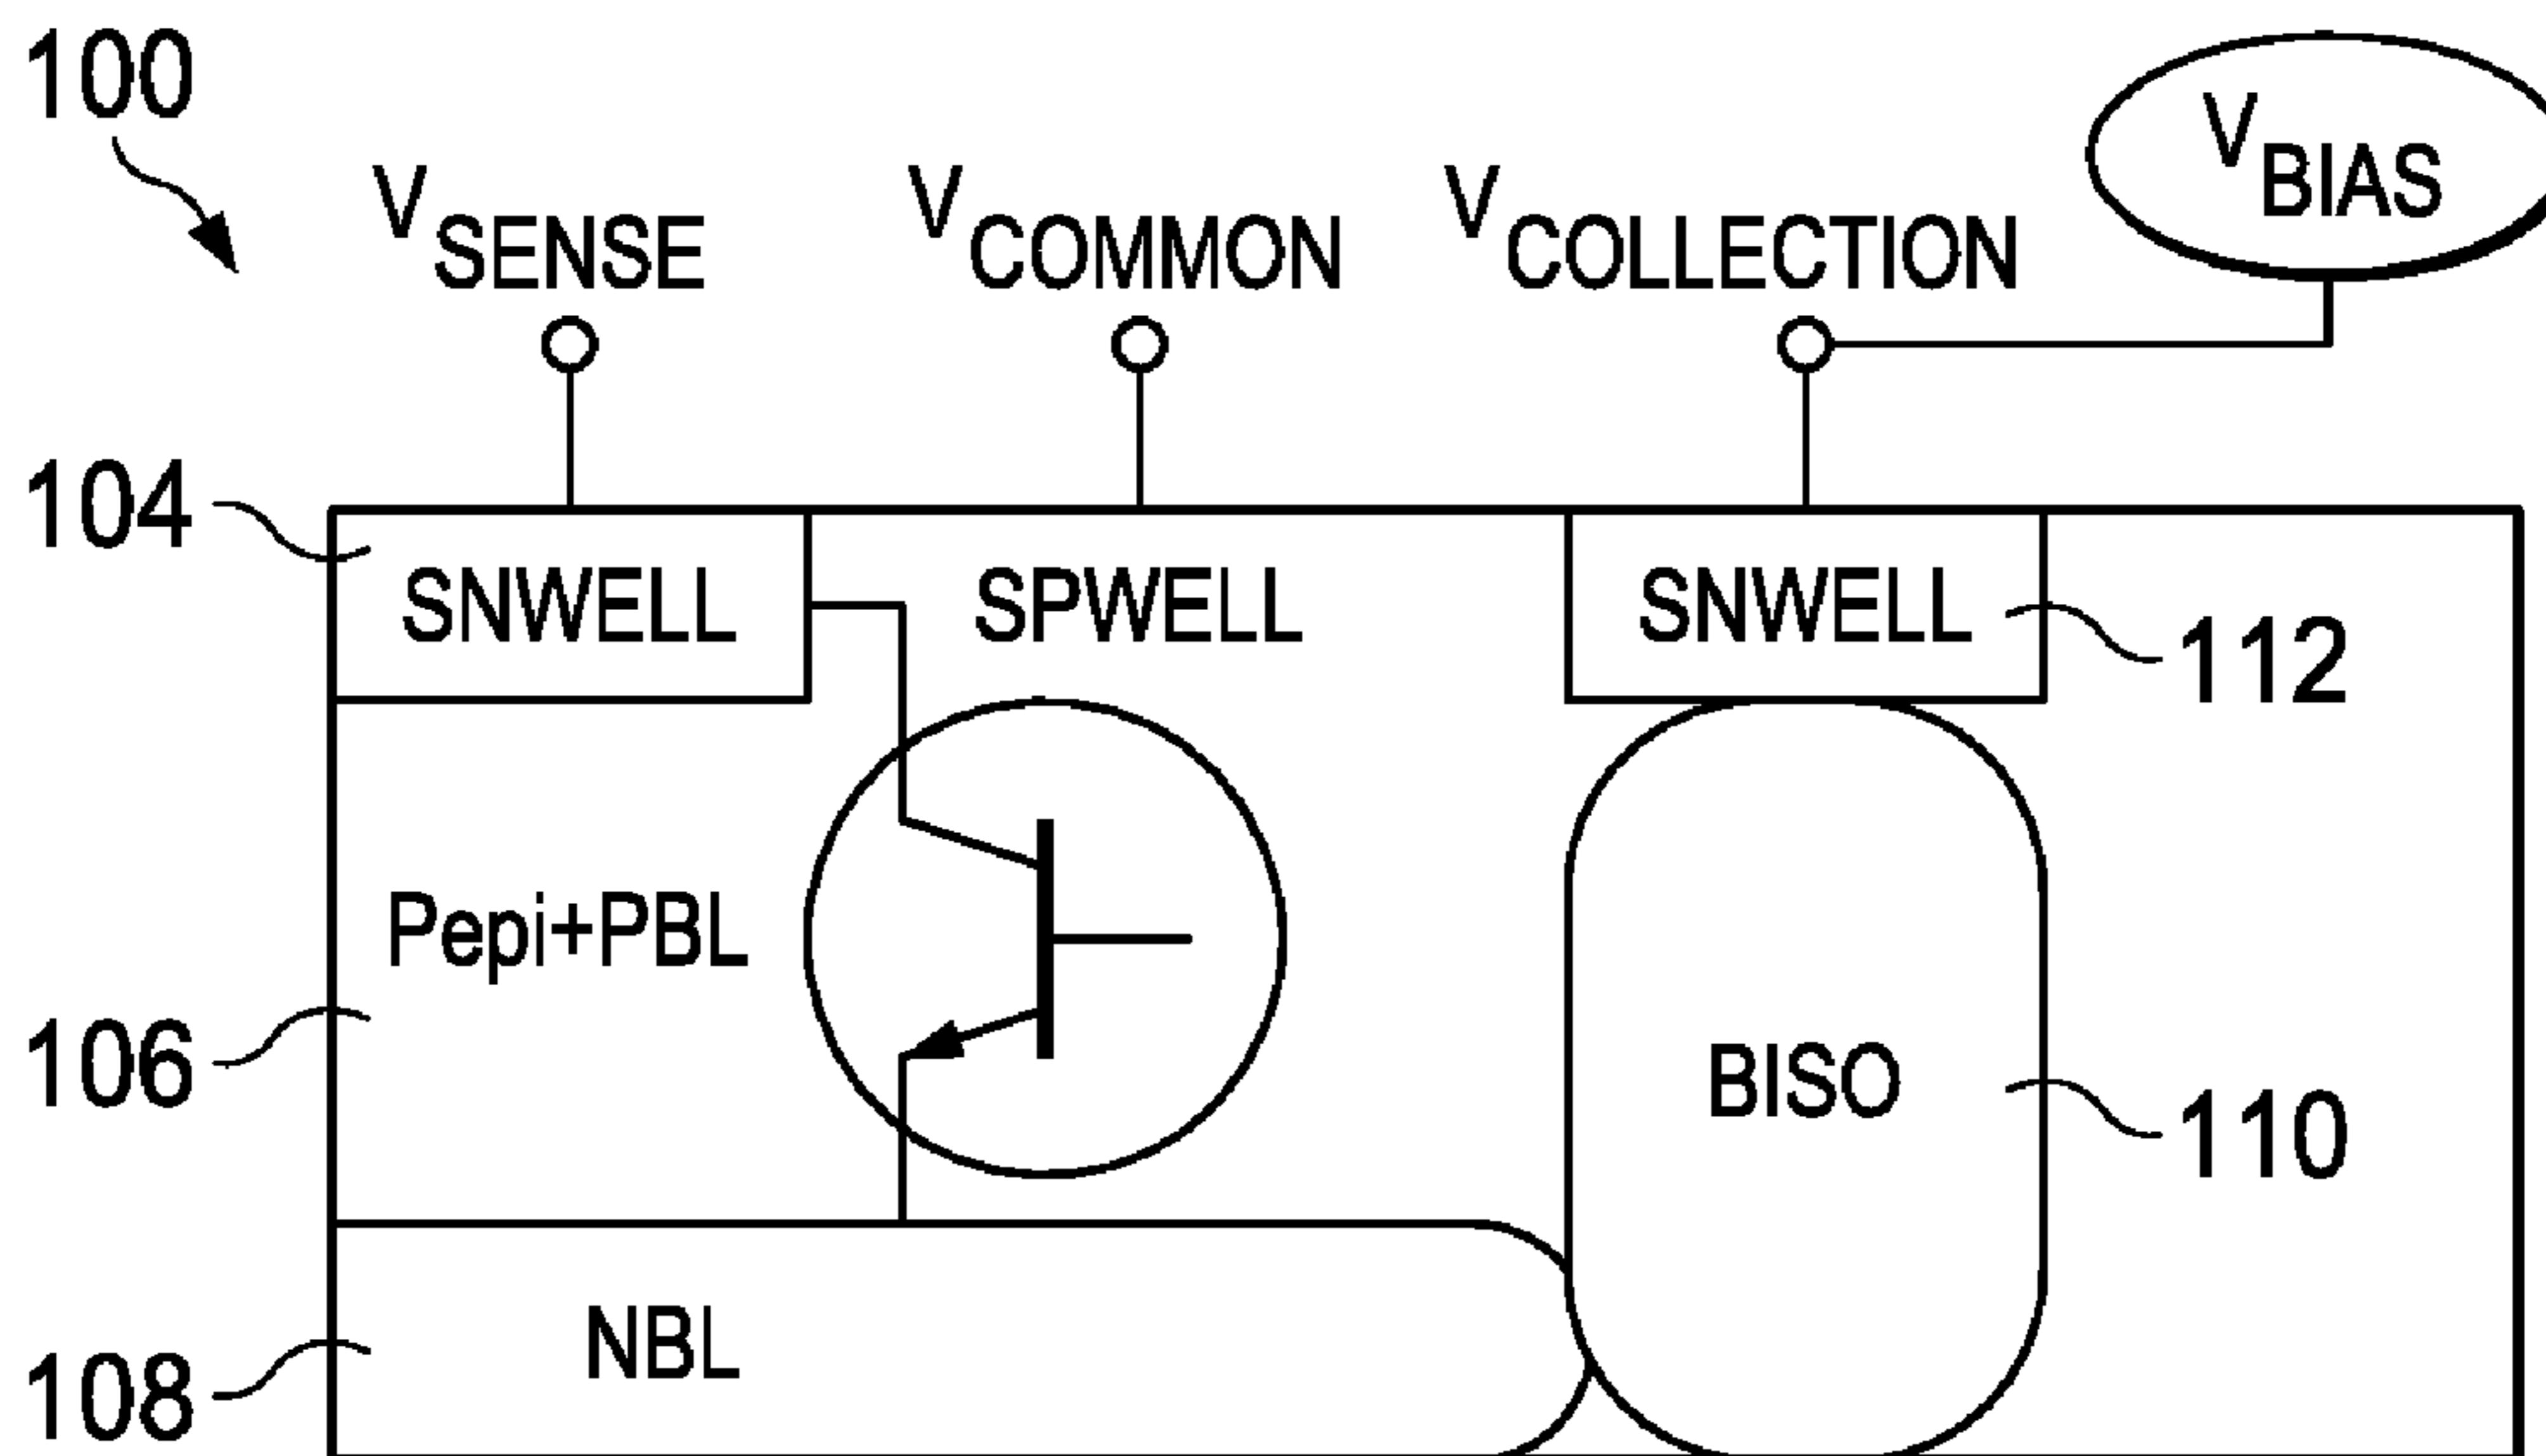 100
VSENSE
VCOMMON
VCOLLECTION
VBIAS
104
SNWELL
SPWELL
SNWELL
112
Pepi+PBL
106
BISO
110
NBL
108